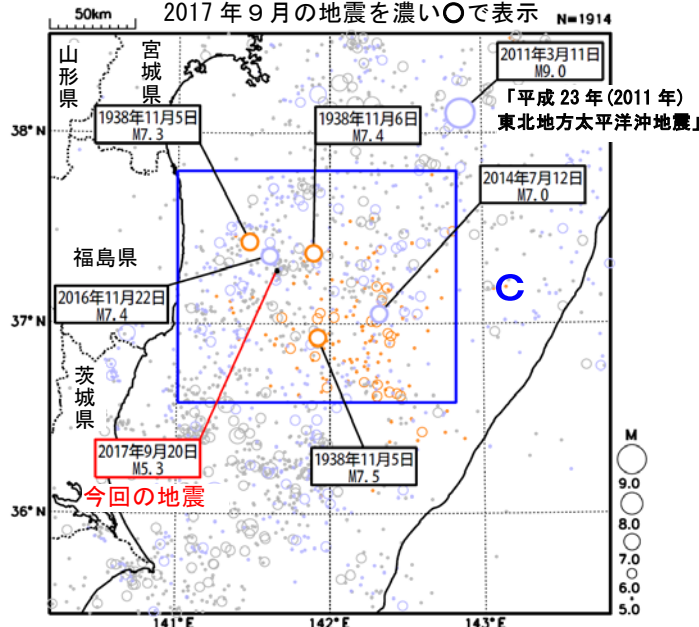 2017年９月の地震を濃い○で表示
50km
N=1914
山形県
宮城県
2011年3月11日
M9.0
「平成23年(2011年)
東北地方太平洋沖地震」
38°N
1938年11月5日
M7.3
1938年11月6日
M7.4
2014年7月12日
M7.0
福島県
C
2016年11月22日
M7.4
37°N
茨城県
2017年9月20日
M5.3
今回の地震
1938年11月5日
M7.5
36°N
M
9.0
8.0
7.0
6.0
5.0
141°E
142°E
143°E